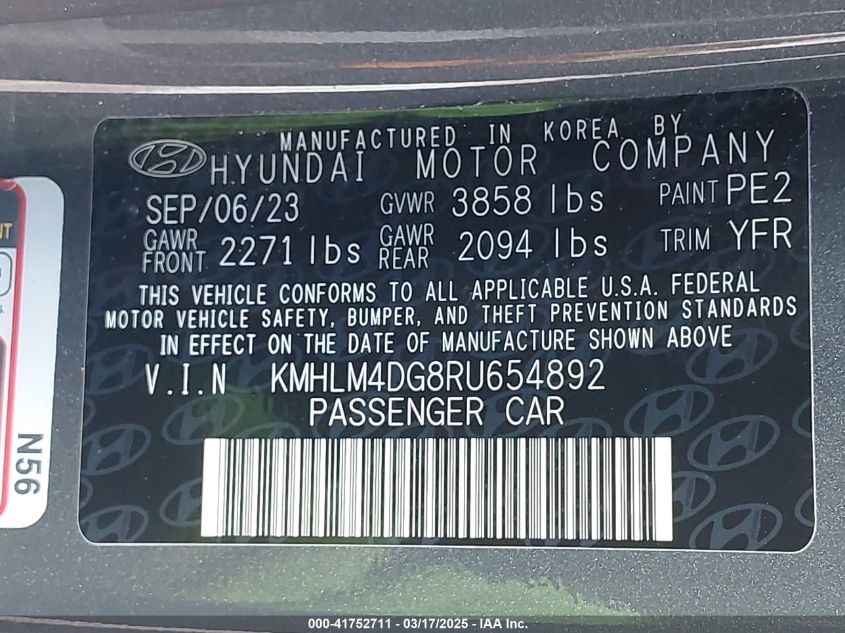 MANUFACTURED IN KOREA BY
HYUNDAI MOTOR COMPANY
SEP/06/23 GVWR 3858 lbs PAINT PE2
GAWR FRONT 2271 lbs GAWR REAR 2094 lbs TRIM YFR
THIS VEHICLE CONFORMS TO ALL APPLICABLE U.S.A. FEDERAL
MOTOR VEHICLE SAFETY, BUMPER, AND THEFT PREVENTION STANDARDS
IN EFFECT ON THE DATE OF MANUFACTURE SHOWN ABOVE
V.I.N KMHLM4DG8RU654892
PASSENGER CAR
N56
000-41752711 - 03/17/2025 - IAA Inc.